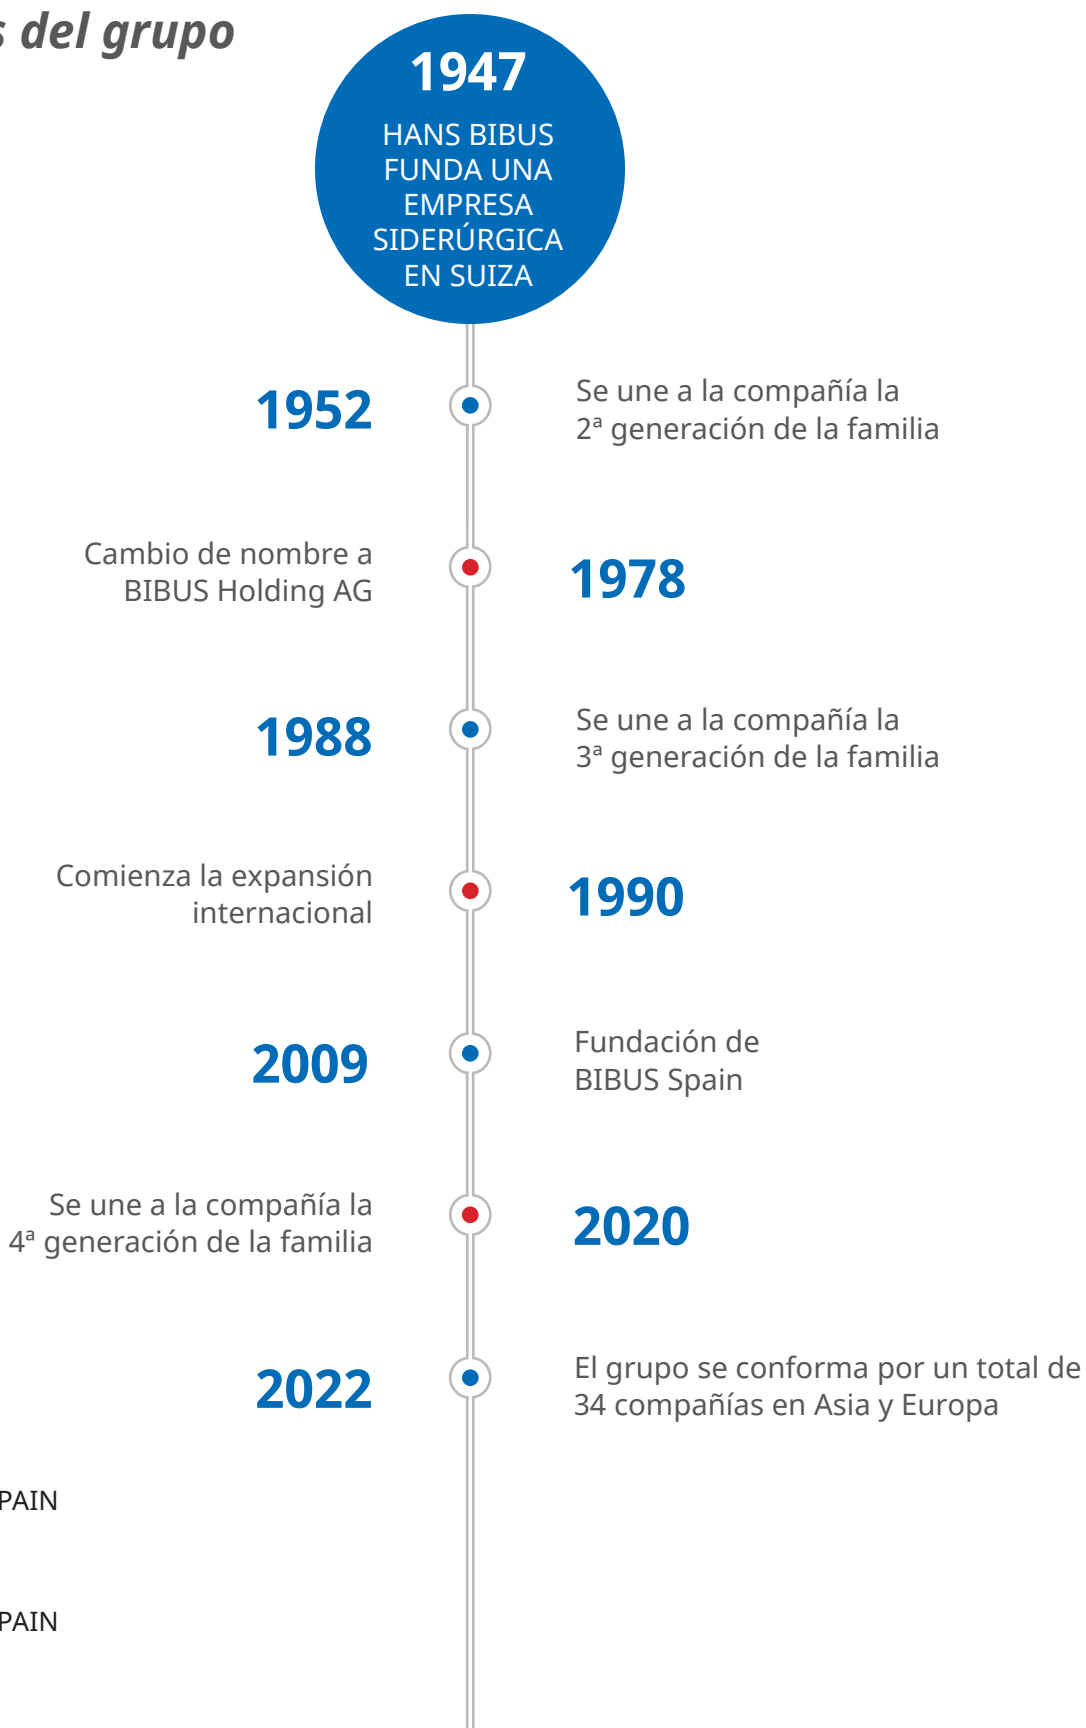 s del grupo
1947
HANS BIBUS
FUNDA UNA
EMPRESA
SIDERÚRGICA
EN SUIZA
1952
Se une a la compañía la
2ª generación de la familia
Cambio de nombre a
BIBUS Holding AG
1978
1988
Se une a la compañía la
3ª generación de la familia
Comienza la expansión
internacional
1990
2009
Fundación de
BIBUS Spain
Se une a la compañía la
4ª generación de la familia
2020
2022
El grupo se conforma por un total de
34 compañías en Asia y Europa
PAIN
PAIN